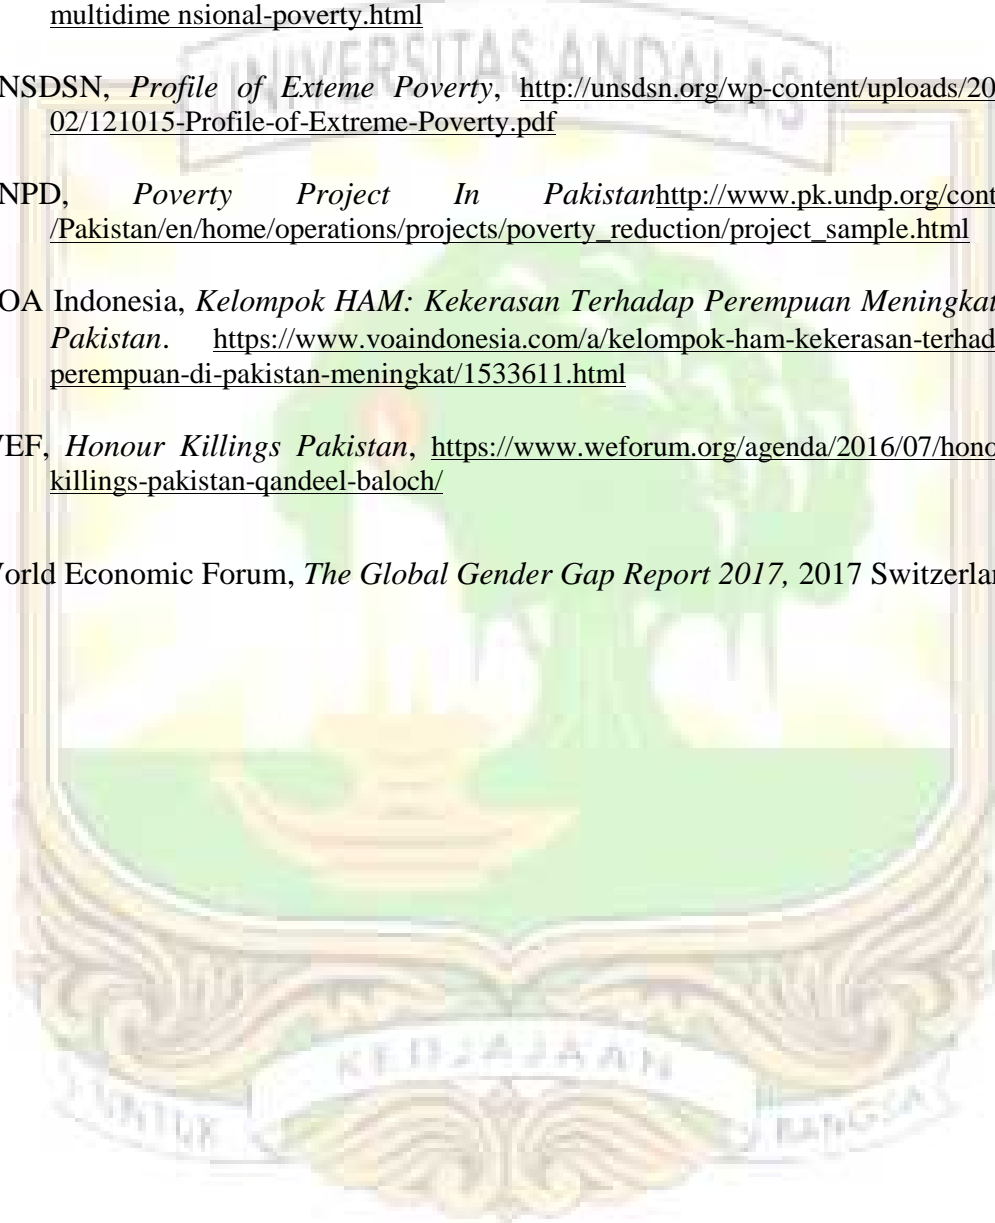 multidime nsional-poverty.html
UNIVERSITAS ANDALAS
NSDSN, Profile of Exteme Poverty, http://unsdsn.org/wp-content/uploads/20
02/121015-Profile-of-Extreme-Poverty.pdf
NPD, Poverty Project In Pakistanhttp://www.pk.undp.org/cont
/Pakistan/en/home/operations/projects/poverty_reduction/project_sample.html
OA Indonesia, Kelompok HAM: Kekerasan Terhadap Perempuan Meningkat
Pakistan. https://www.voaindonesia.com/a/kelompok-ham-kekerasan-terhad
perempuan-di-pakistan-meningkat/1533611.html
EF, Honour Killings Pakistan, https://www.weforum.org/agenda/2016/07/hono
killings-pakistan-qandeel-baloch/
orld Economic Forum, The Global Gender Gap Report 2017, 2017 Switzerlan
KEDJAJAAN
UNTUK BANGSA